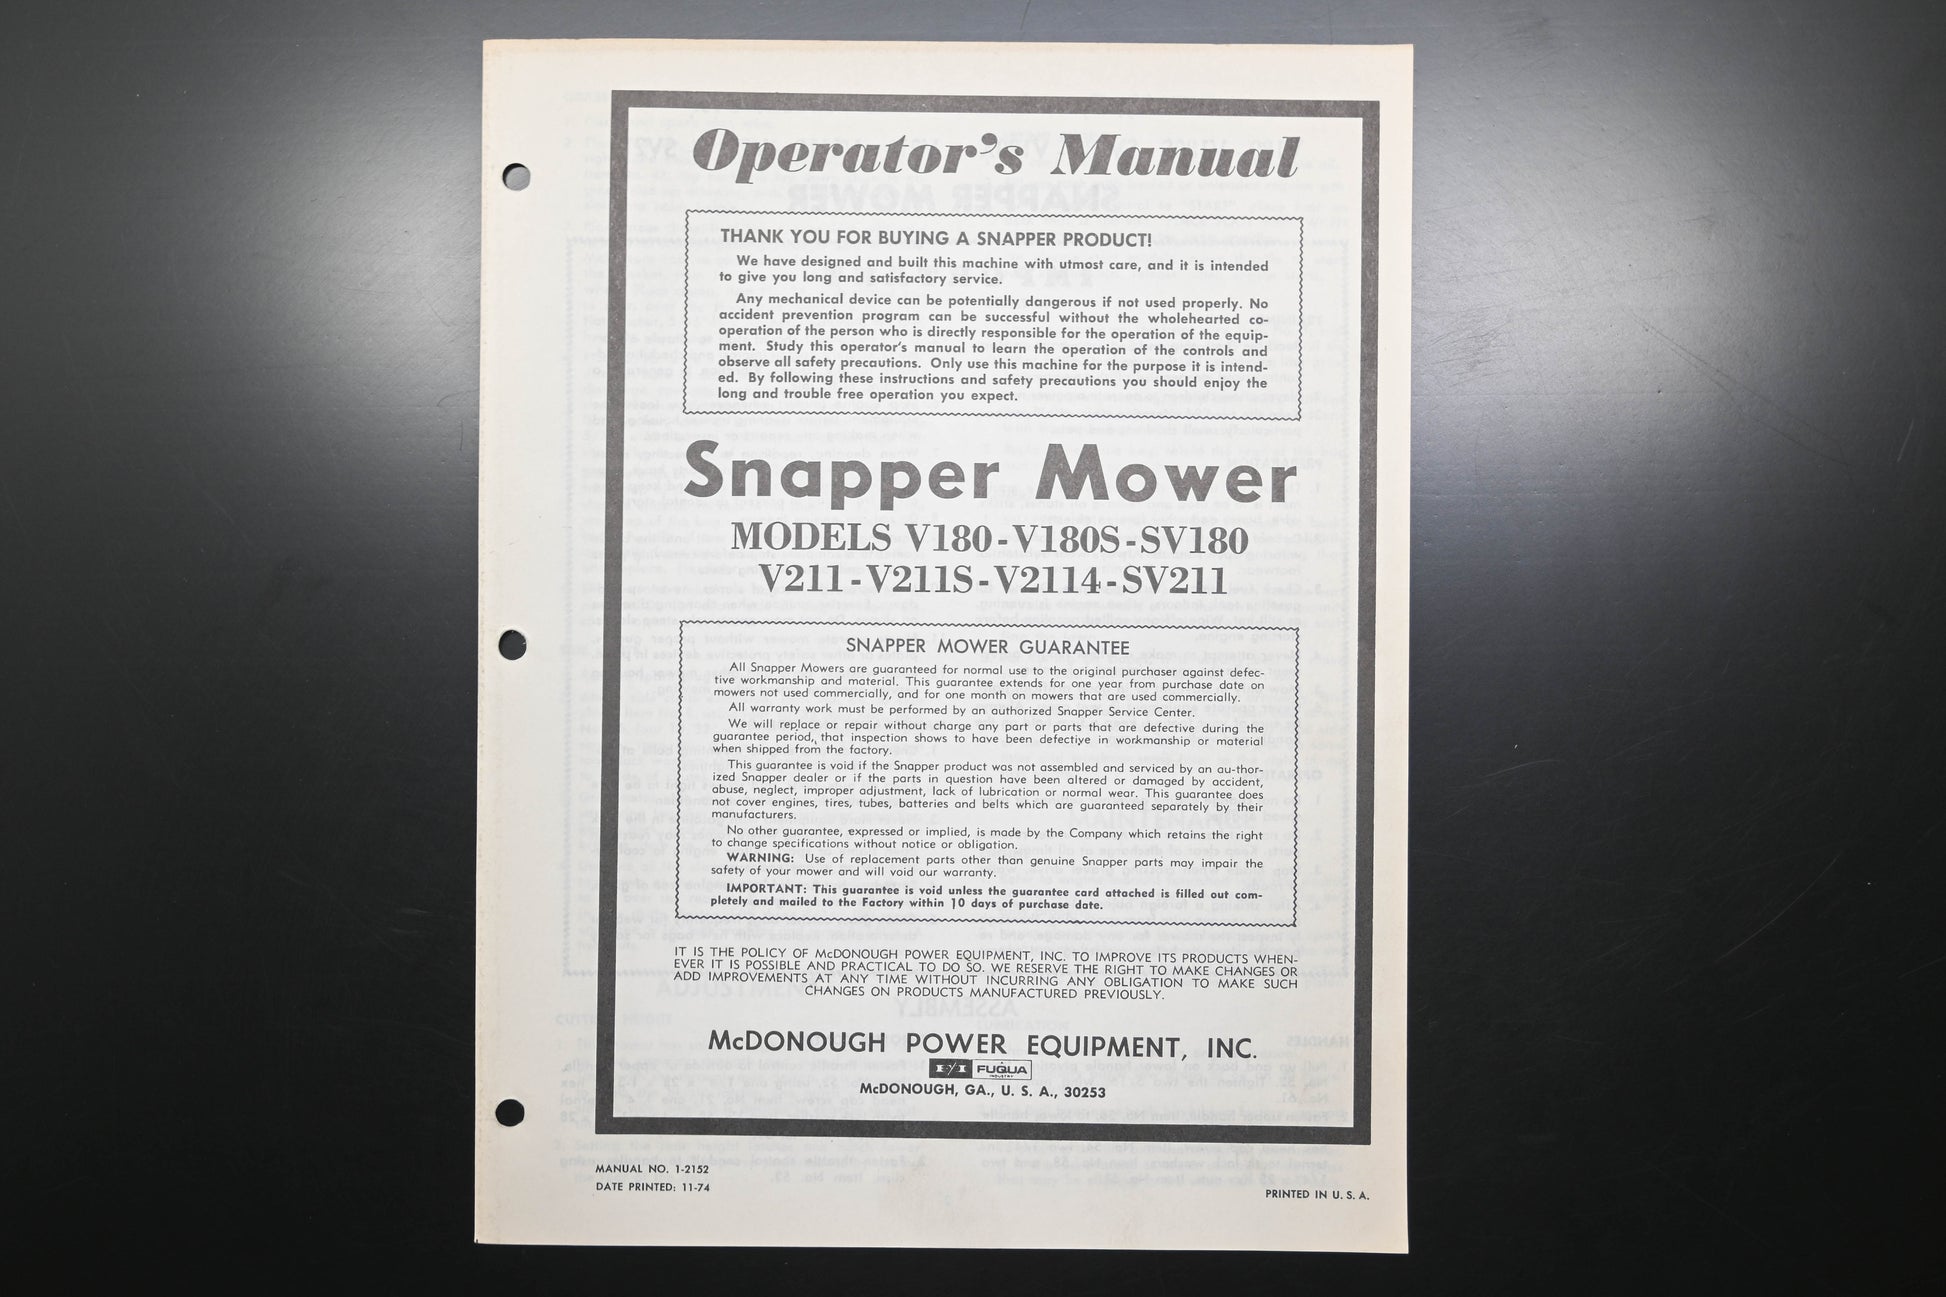 Operator's Manual
THANK YOU FOR BUYING A SNAPPER PRODUCT!
We have designed and built this machine with utmost care, and it is intended
to give you long and satisfactory service.
Any mechanical device can be potentially dangerous if not used properly. No
accident prevention program can be successful without the wholehearted co-
operation of the person who is directly responsible for the operation of the equip-
ment. Study this operator's manual to learn the operation of the controls and
observe all safety precautions. Only use this machine for the purpose it is intend-
ed. By following these instructions and safety precautions you should enjoy the
long and trouble free operation you expect.
Snapper Mower
MODELS V180-V180S-SV180
V211-V211S-V2114-SV211
SNAPPER MOWER GUARANTEE
All Snapper Mowers are guaranteed for normal use to the original purchaser against defec-
tive workmanship and material. This guarantee extends for one year from purchase date on
mowers not used commercially, and for one month on mowers that are used commercially.
All warranty work must be performed by an authorized Snapper Service Center.
We will replace or repair without charge any part or parts that are defective during the
guarantee period, that inspection shows to have been defective in workmanship or material
when shipped from the factory.
This guarantee is void if the Snapper product was not assembled and serviced by an au-thor-
ized Snapper dealer or if the parts in question have been altered or damaged by accident,
abuse, neglect, improper adjustment, lack of lubrication or normal wear. This guarantee does
not cover engines, tires, tubes, batteries and belts which are guaranteed separately by their
manufacturers.
No other guarantee, expressed or implied, is made by the Company which retains the right
to change specifications without notice or obligation.
WARNING: Use of replacement parts other than genuine Snapper parts may impair the
safety of your mower and will void our warranty.
IMPORTANT: This guarantee is void unless the guarantee card attached is filled out com-
pletely and mailed to the Factory within 10 days of purchase date.
IT IS THE POLICY OF McDONOUGH POWER EQUIPMENT, INC. TO IMPROVE ITS PRODUCTS WHEN-
EVER IT IS POSSIBLE AND PRACTICAL TO DO SO. WE RESERVE THE RIGHT TO MAKE CHANGES OR
ADD IMPROVEMENTS AT ANY TIME WITHOUT INCURRING ANY OBLIGATION TO MAKE SUCH
CHANGES ON PRODUCTS MANUFACTURED PREVIOUSLY.
McDONOUGH POWER EQUIPMENT, INC.
A FUQUA INDUSTRY
McDONOUGH, GA., U. S. A., 30253
MANUAL NO. 1-2152
DATE PRINTED: 11-74
PRINTED IN U. S. A.